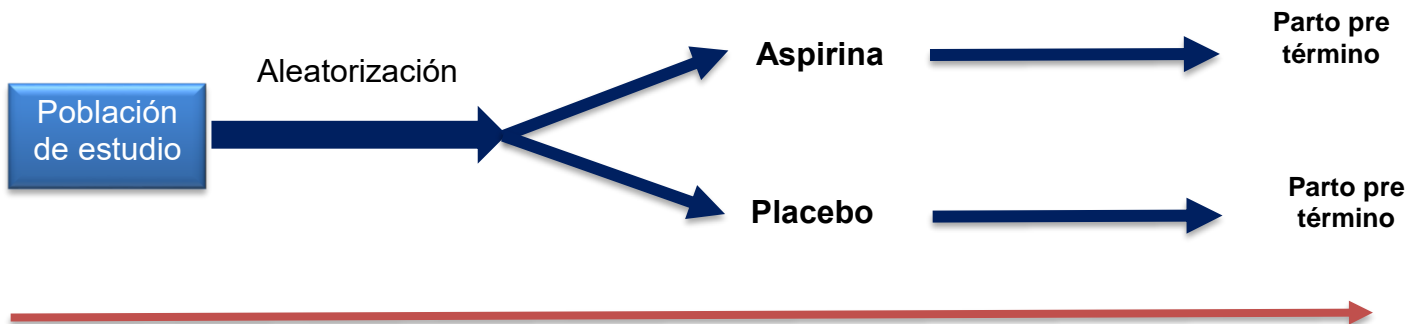 Población
de estudio
Aleatorización
Aspirina
Parto pre
término
Placebo
Parto pre
término